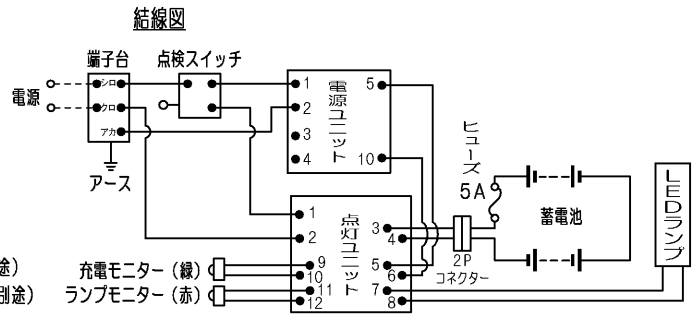 結線図
端子台
点検スイッチ
電源
シロ
クロ
アカ
アース
1
2
3
4
電源ユニット
5
10
ヒューズ
5A
蓄電池
LEDランプ
1
2
点灯ユニット
3
4
5
6
7
8
9
10
11
12
2P
コネクター
途)
充電モニター(緑)
別途)
ランプモニター(赤)